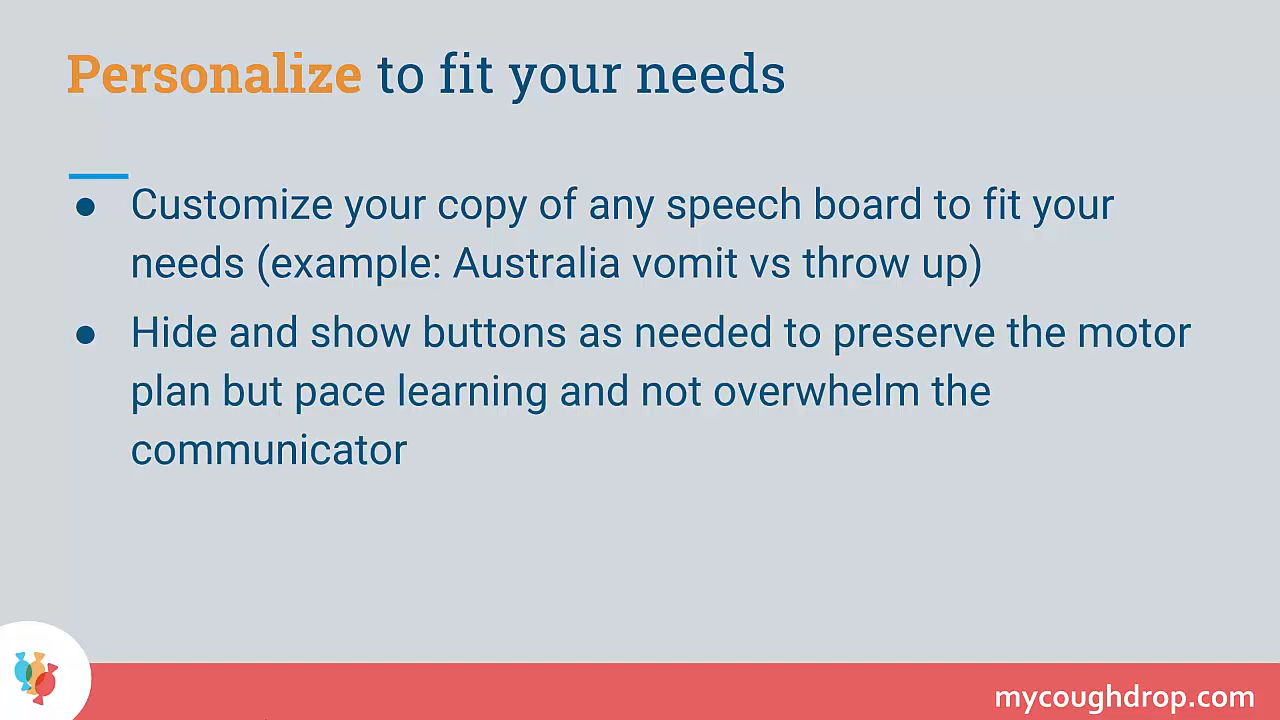 Personalize to fit your needs
● Customize your copy of any speech board to fit your
needs (example: Australia vomit vs throw up)
● Hide and show buttons as needed to preserve the motor
plan but pace learning and not overwhelm the
communicator
mycoughdrop.com